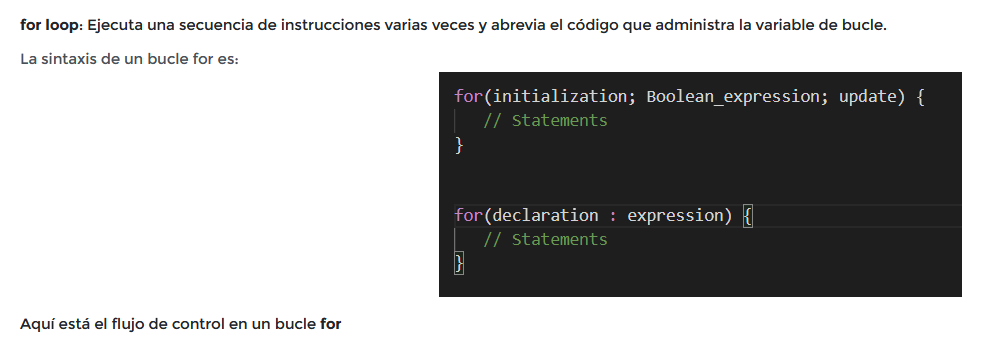 for loop: Ejecuta una secuencia de instrucciones varias veces y abrevia el código que administra la variable de bucle.
La sintaxis de un bucle for es:
for(initialization; Boolean_expression; update) {
// Statements
}
for(declaration : expression) {
// Statements
}
Aquí está el flujo de control en un bucle for